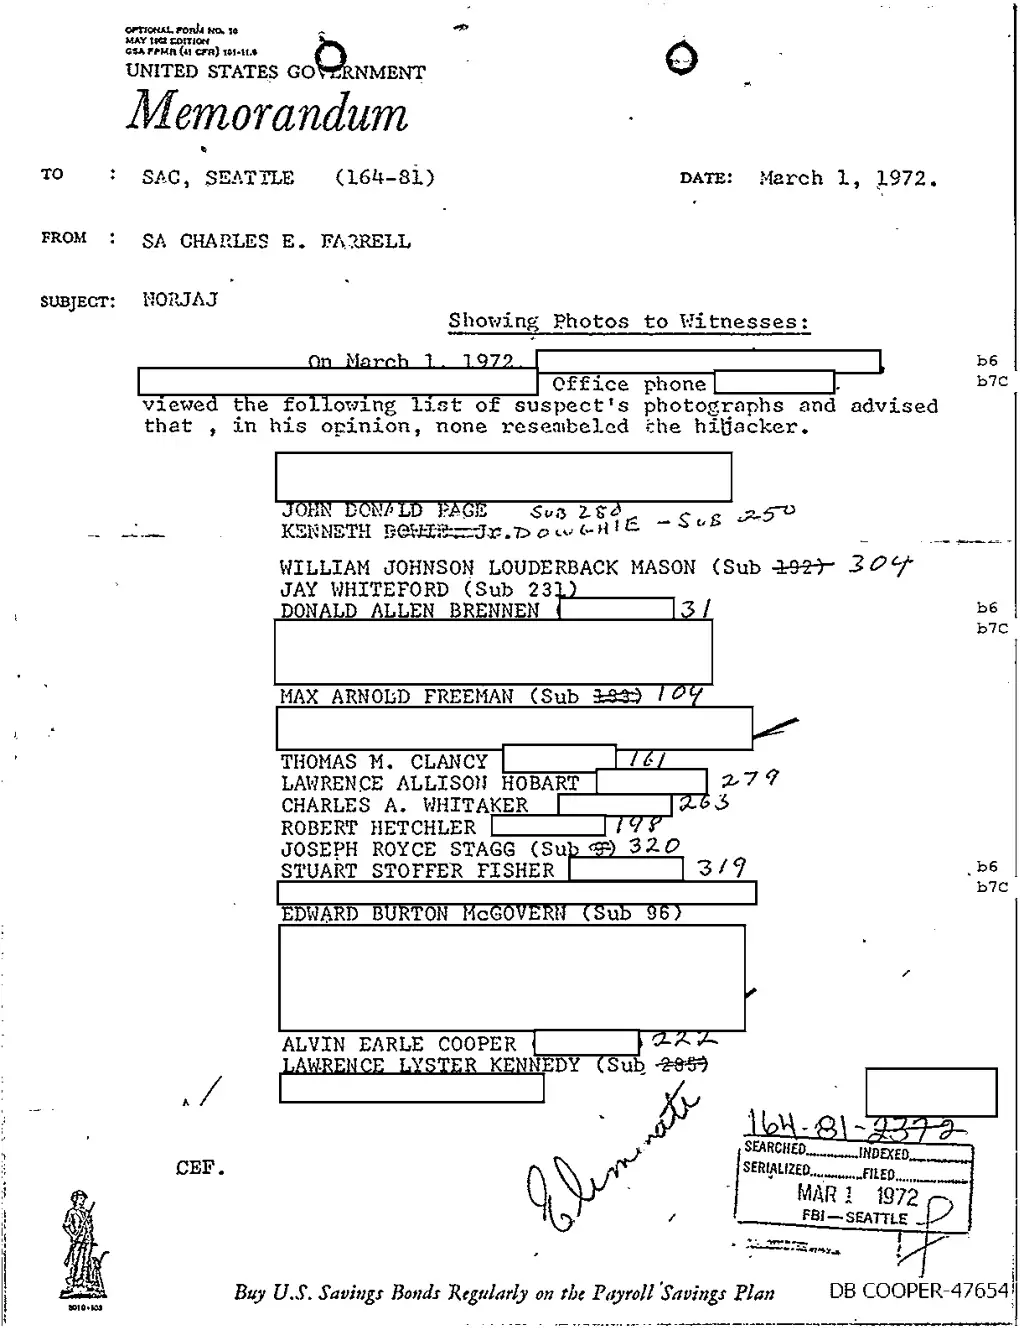 OPTIONAL FORM NO. 10
MAY 1962 EDITION
GSA FPMR (41 CFR) 101-11.6
UNITED STATES GOVERNMENT
Memorandum
TO : SAC, SEATTLE (164-81) DATE: March 1, 1972.
FROM : SA CHARLES E. FARRELL
SUBJECT: NORJAJ
Showing Photos to Witnesses:
On March 1, 1972, b6
Office phone . b7C
viewed the following list of suspect's photographs and advised
that , in his opinion, none resembeled the hijacker.
JOHN DONALD PAGE Sub 280
KENNETH DOWIE Jr. DOUGHIE - Sub 250
WILLIAM JOHNSON LOUDERBACK MASON (Sub 192) 304
JAY WHITEFORD (Sub 231)
DONALD ALLEN BRENNEN ( 31 b6
b7C
MAX ARNOLD FREEMAN (Sub 183) 104
THOMAS M. CLANCY 161
LAWRENCE ALLISON HOBART 279
CHARLES A. WHITAKER 263
ROBERT HETCHLER 198
JOSEPH ROYCE STAGG (Sub 9) 320
STUART STOFFER FISHER 319 b6
b7C
EDWARD BURTON McGOVERN (Sub 96)
ALVIN EARLE COOPER ( ) 222
LAWRENCE LYSTER KENNEDY (Sub 285)
Eliminate
164-81-2372
SEARCHED INDEXED
SERIALIZED FILED
MAR 1 1972
FBI — SEATTLE
CEF.
5010-108
Buy U.S. Savings Bonds Regularly on the Payroll Savings Plan
DB COOPER-47654